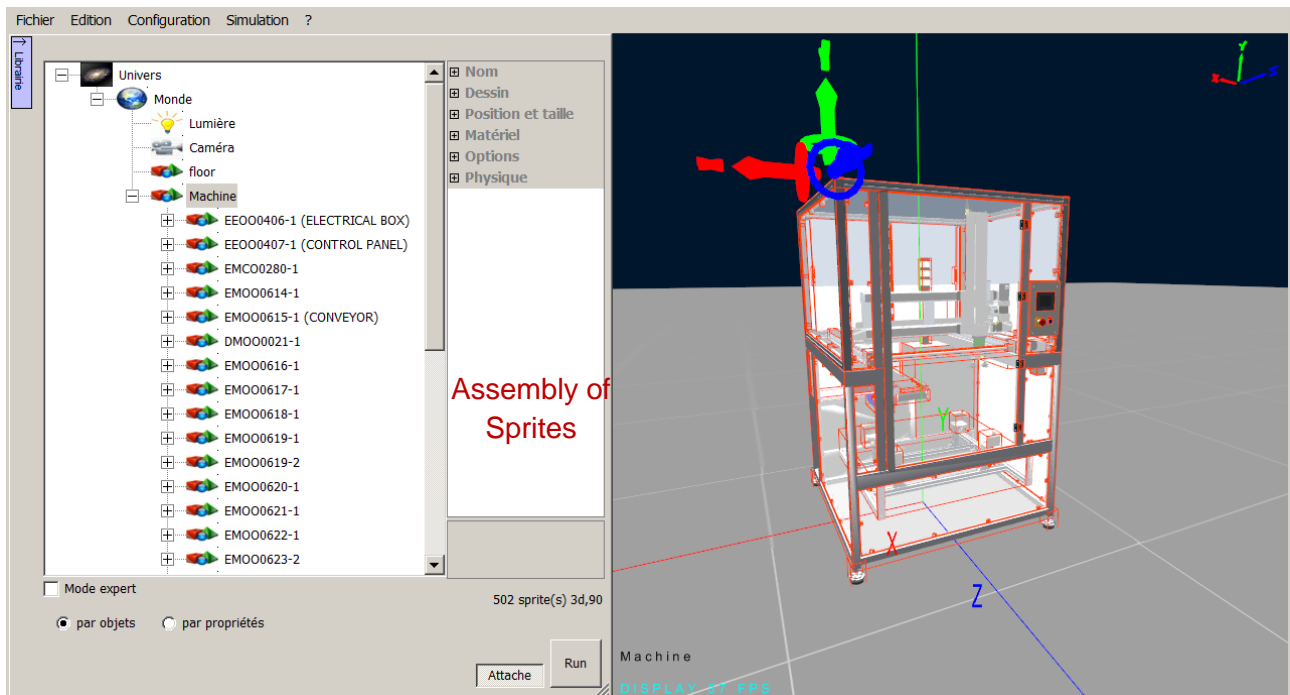 Fichier Edition Configuration Simulation ?
Librairie
Univers
Monde
Lumière
Caméra
floor
Machine
EEOO0406-1 (ELECTRICAL BOX)
EEOO0407-1 (CONTROL PANEL)
EMCO0280-1
EMOO0614-1
EMOO0615-1 (CONVEYOR)
DMOO0021-1
EMOO0616-1
EMOO0617-1
EMOO0618-1
EMOO0619-1
EMOO0619-2
EMOO0620-1
EMOO0621-1
EMOO0622-1
EMOO0623-2
Nom
Dessin
Position et taille
Matériel
Options
Physique
Assembly of
Sprites
Mode expert
502 sprite(s) 3d,90
par objets par propriétés
Attache Run
Y
X Z
Y
X
Z
Machine
DISPLAY 37 FPS